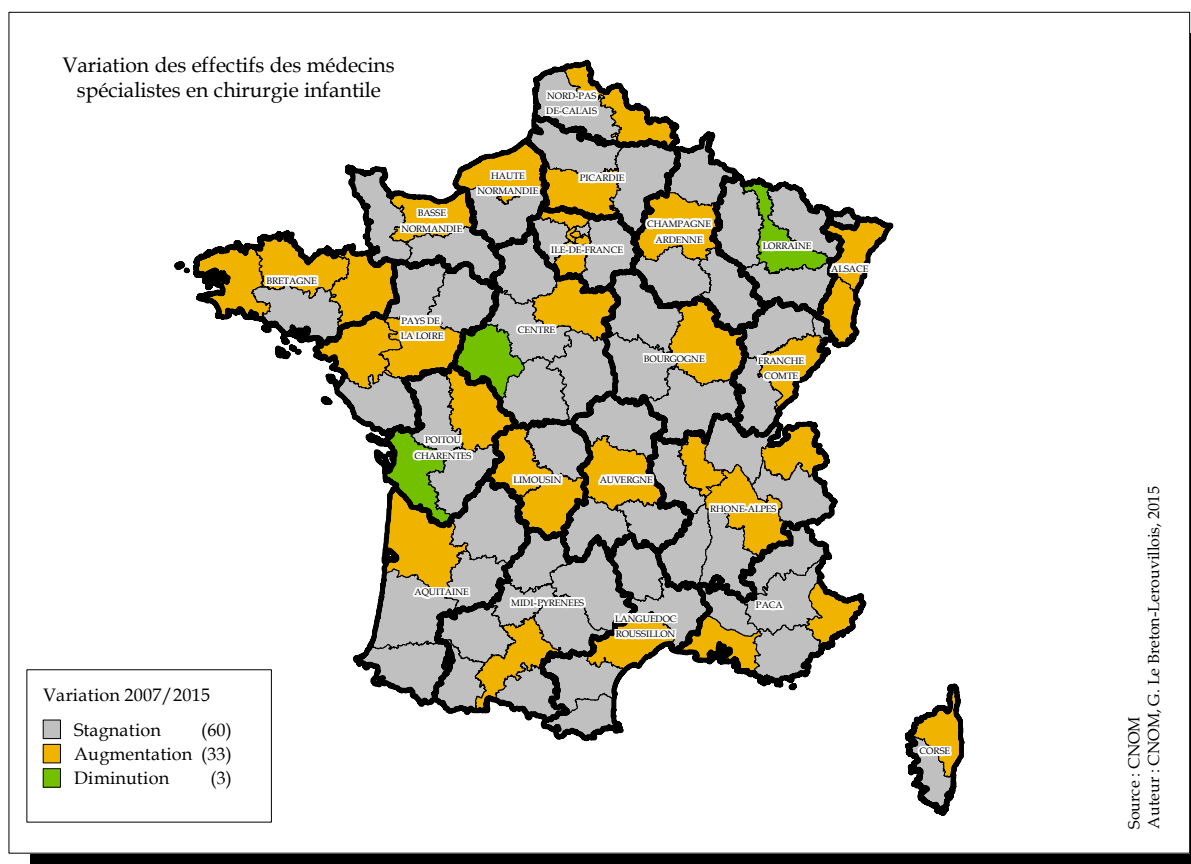 Variation des effectifs des médecins
spécialistes en chirurgie infantile
NORD-PAS
DE-CALAIS
HAUTE
NORMANDIE
PICARDIE
BASSE
NORMANDIE
CHAMPAGNE
ARDENNE
ILE-DE-FRANCE
LORRAINE
ALSACE
BRETAGNE
PAYS DE
LA LOIRE
CENTRE
BOURGOGNE
FRANCHE
COMTE
POITOU
CHARENTES
LIMOUSIN
AUVERGNE
RHONE-ALPES
AQUITAINE
MIDI-PYRENEES
LANGUEDOC
ROUSSILLON
PACA
CORSE
Variation 2007/2015
Stagnation (60)
Augmentation (33)
Diminution (3)
Source : CNOM
Auteur : CNOM, G. Le Breton-Lerouvillois, 2015